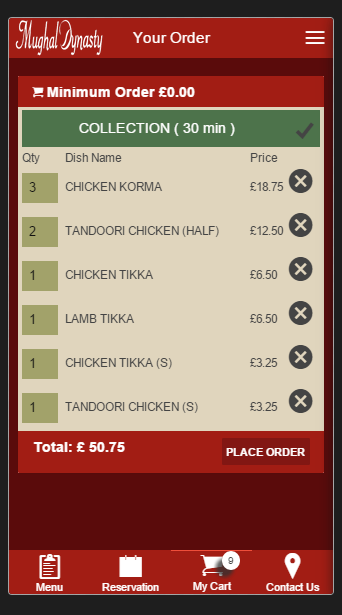 Mughal Dynasty
Your Order
Minimum Order £0.00
COLLECTION ( 30 min )
Qty Dish Name Price
3 CHICKEN KORMA £18.75
2 TANDOORI CHICKEN (HALF) £12.50
1 CHICKEN TIKKA £6.50
1 LAMB TIKKA £6.50
1 CHICKEN TIKKA (S) £3.25
1 TANDOORI CHICKEN (S) £3.25
Total: £ 50.75 PLACE ORDER
9
Menu Reservation My Cart Contact Us